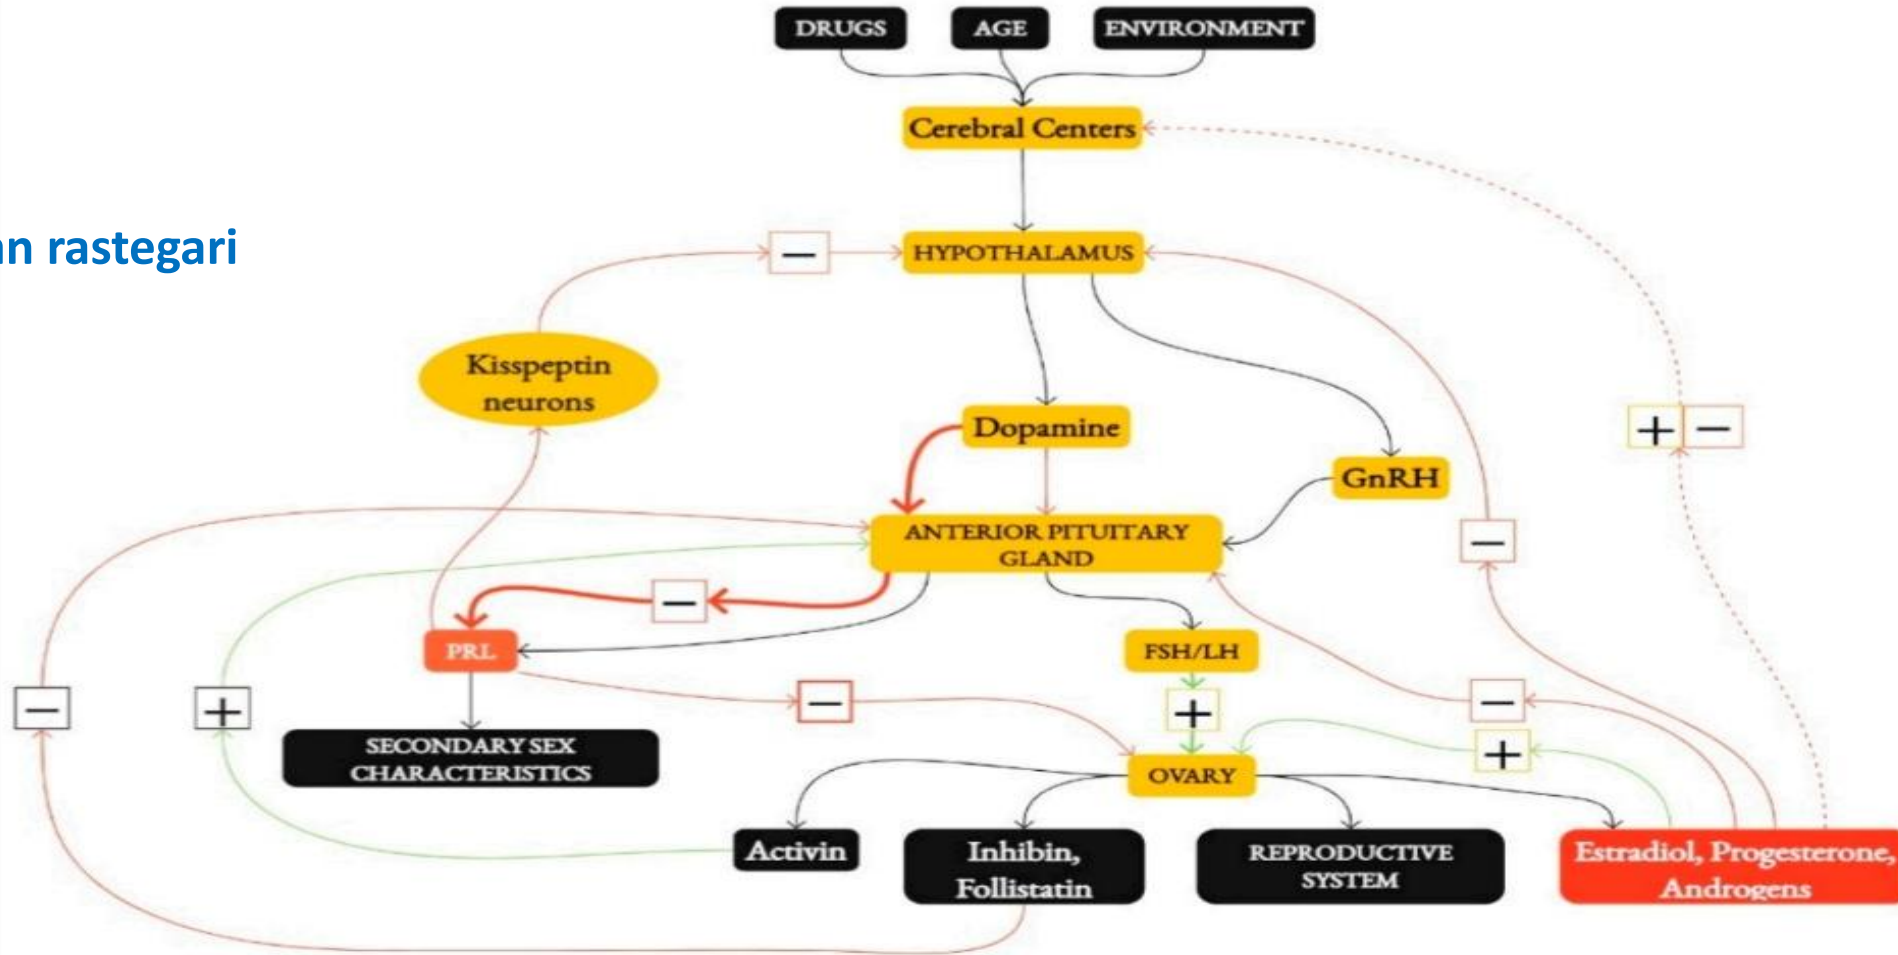 DRUGS
AGE
ENVIRONMENT
Cerebral Centers
rastegari
−
HYPOTHALAMUS
Kisspeptin
neurons
Dopamine
+ −
GnRH
ANTERIOR PITUITARY
GLAND
−
−
PRL
FSH/LH
−
+
−
+
−
+
SECONDARY SEX
CHARACTERISTICS
OVARY
Activin
Inhibin,
Follistatin
REPRODUCTIVE
SYSTEM
Estradiol, Progesterone,
Androgens